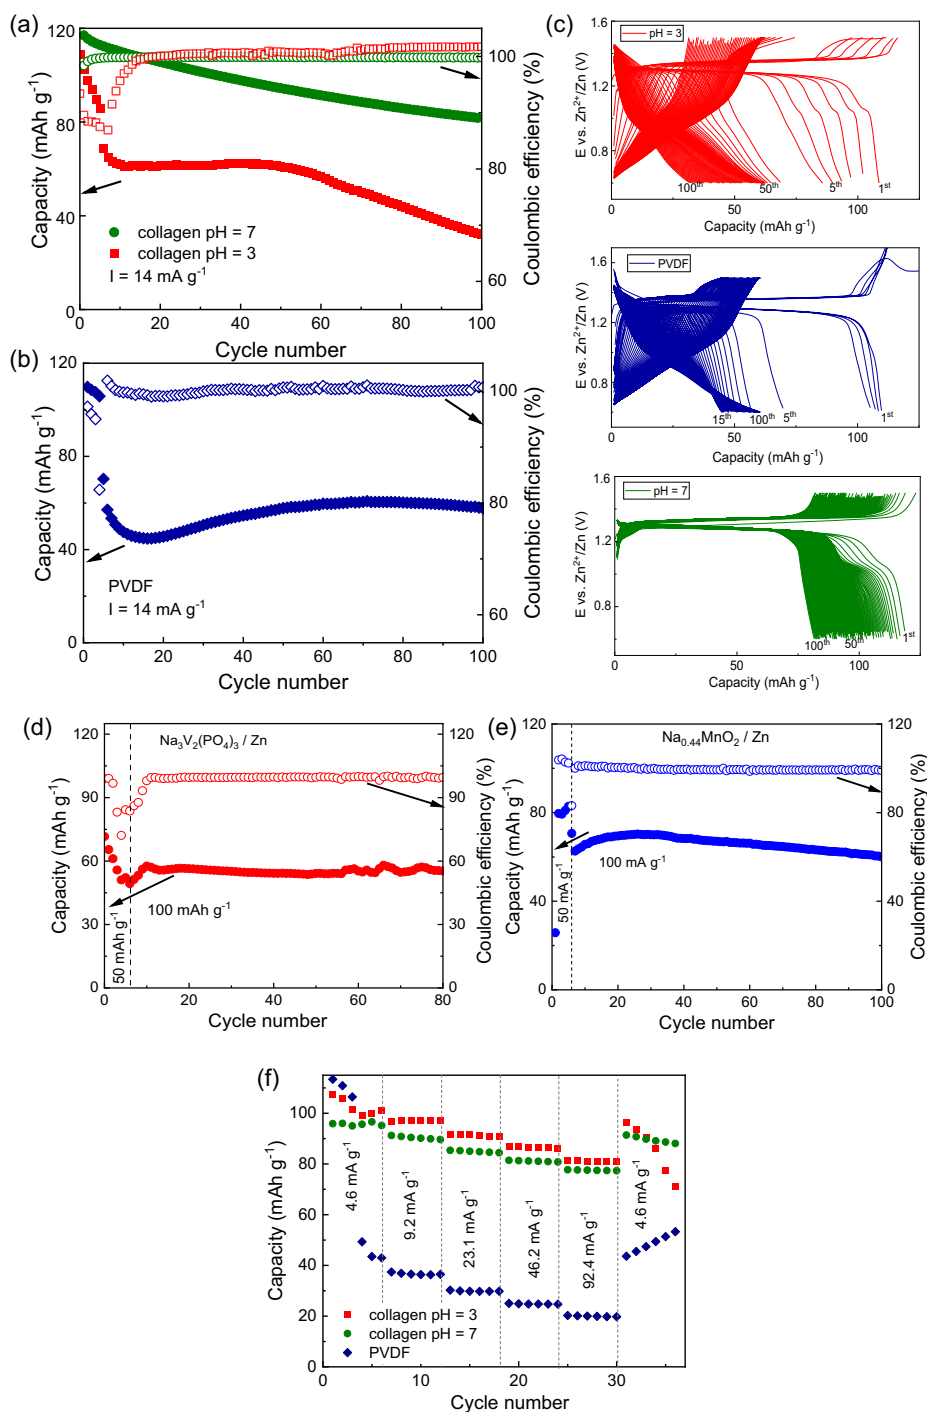 (a)
120
80
40
0
Capacity (mAh g⁻¹)
100
80
60
Coulombic efficiency (%)
collagen pH = 7
collagen pH = 3
I = 14 mA g⁻¹
0 20 40 60 80 100
Cycle number
(b)
120
80
40
0
Capacity (mAh g⁻¹)
100
80
60
Coulombic efficiency (%)
PVDF
I = 14 mA g⁻¹
0 20 40 60 80 100
Cycle number
(c)
1.6
1.2
0.8
E vs. Zn²⁺/Zn (V)
pH = 3
100ᵗʰ 50ᵗʰ 5ᵗʰ 1ˢᵗ
0 50 100
Capacity (mAh g⁻¹)
1.6
1.2
0.8
E vs. Zn²⁺/Zn (V)
PVDF
15ᵗʰ 100ᵗʰ 5ᵗʰ 1ˢᵗ
0 50 100
Capacity (mAh g⁻¹)
1.6
1.2
0.8
E vs. Zn²⁺/Zn (V)
pH = 7
100ᵗʰ 50ᵗʰ 1ˢᵗ
0 50 100
Capacity (mAh g⁻¹)
(d)
120
90
60
30
0
Capacity (mAh g⁻¹)
Na₃V₂(PO₄)₃ / Zn
120
90
60
30
0
Coulombic efficiency (%)
50 mAh g⁻¹
100 mAh g⁻¹
0 20 40 60 80
Cycle number
(e)
120
80
40
0
Capacity (mAh g⁻¹)
Na₀.₄₄MnO₂ / Zn
120
80
40
0
Coulombic efficiency (%)
50 mA g⁻¹
100 mA g⁻¹
0 20 40 60 80 100
Cycle number
(f)
100
80
60
40
20
0
Capacity (mAh g⁻¹)
4.6 mA g⁻¹
9.2 mA g⁻¹
23.1 mA g⁻¹
46.2 mA g⁻¹
92.4 mA g⁻¹
4.6 mA g⁻¹
collagen pH = 3
collagen pH = 7
PVDF
0 10 20 30
Cycle number